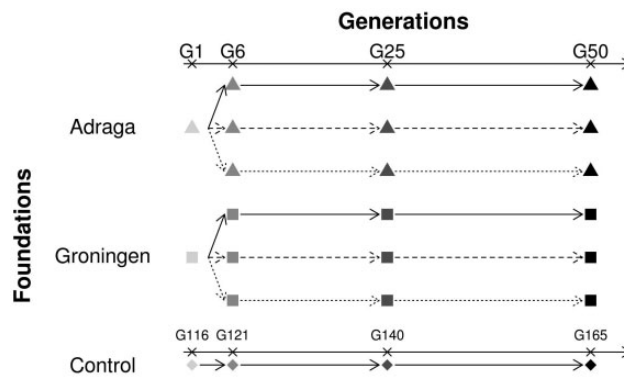 Generations
G1 G6 G25 G50
Adraga
Groningen
Foundations
G116 G121 G140 G165
Control